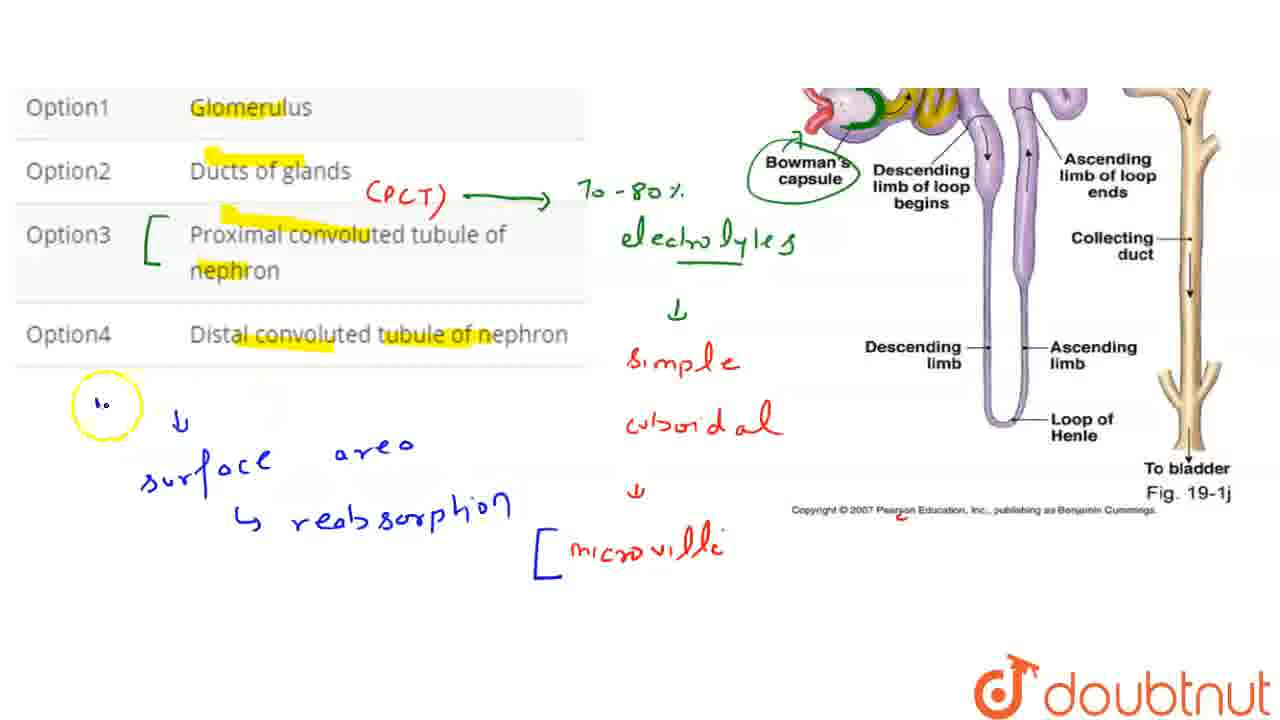 Option1 Glomerulus
Option2 Ducts of glands
(PCT) → 70-80%
Option3 Proximal convoluted tubule of
nephron
electrolytes
Option4 Distal convoluted tubule of nephron
↓
simple
cuboidal
↓
microvilli
↓
surface area
↳ reabsorption
Bowman's
capsule
Descending
limb of loop
begins
Ascending
limb of loop
ends
Collecting
duct
Descending
limb
Ascending
limb
Loop of
Henle
To bladder
Fig. 19-1j
Copyright © 2007 Pearson Education, Inc., publishing as Benjamin Cummings.
doubtnut